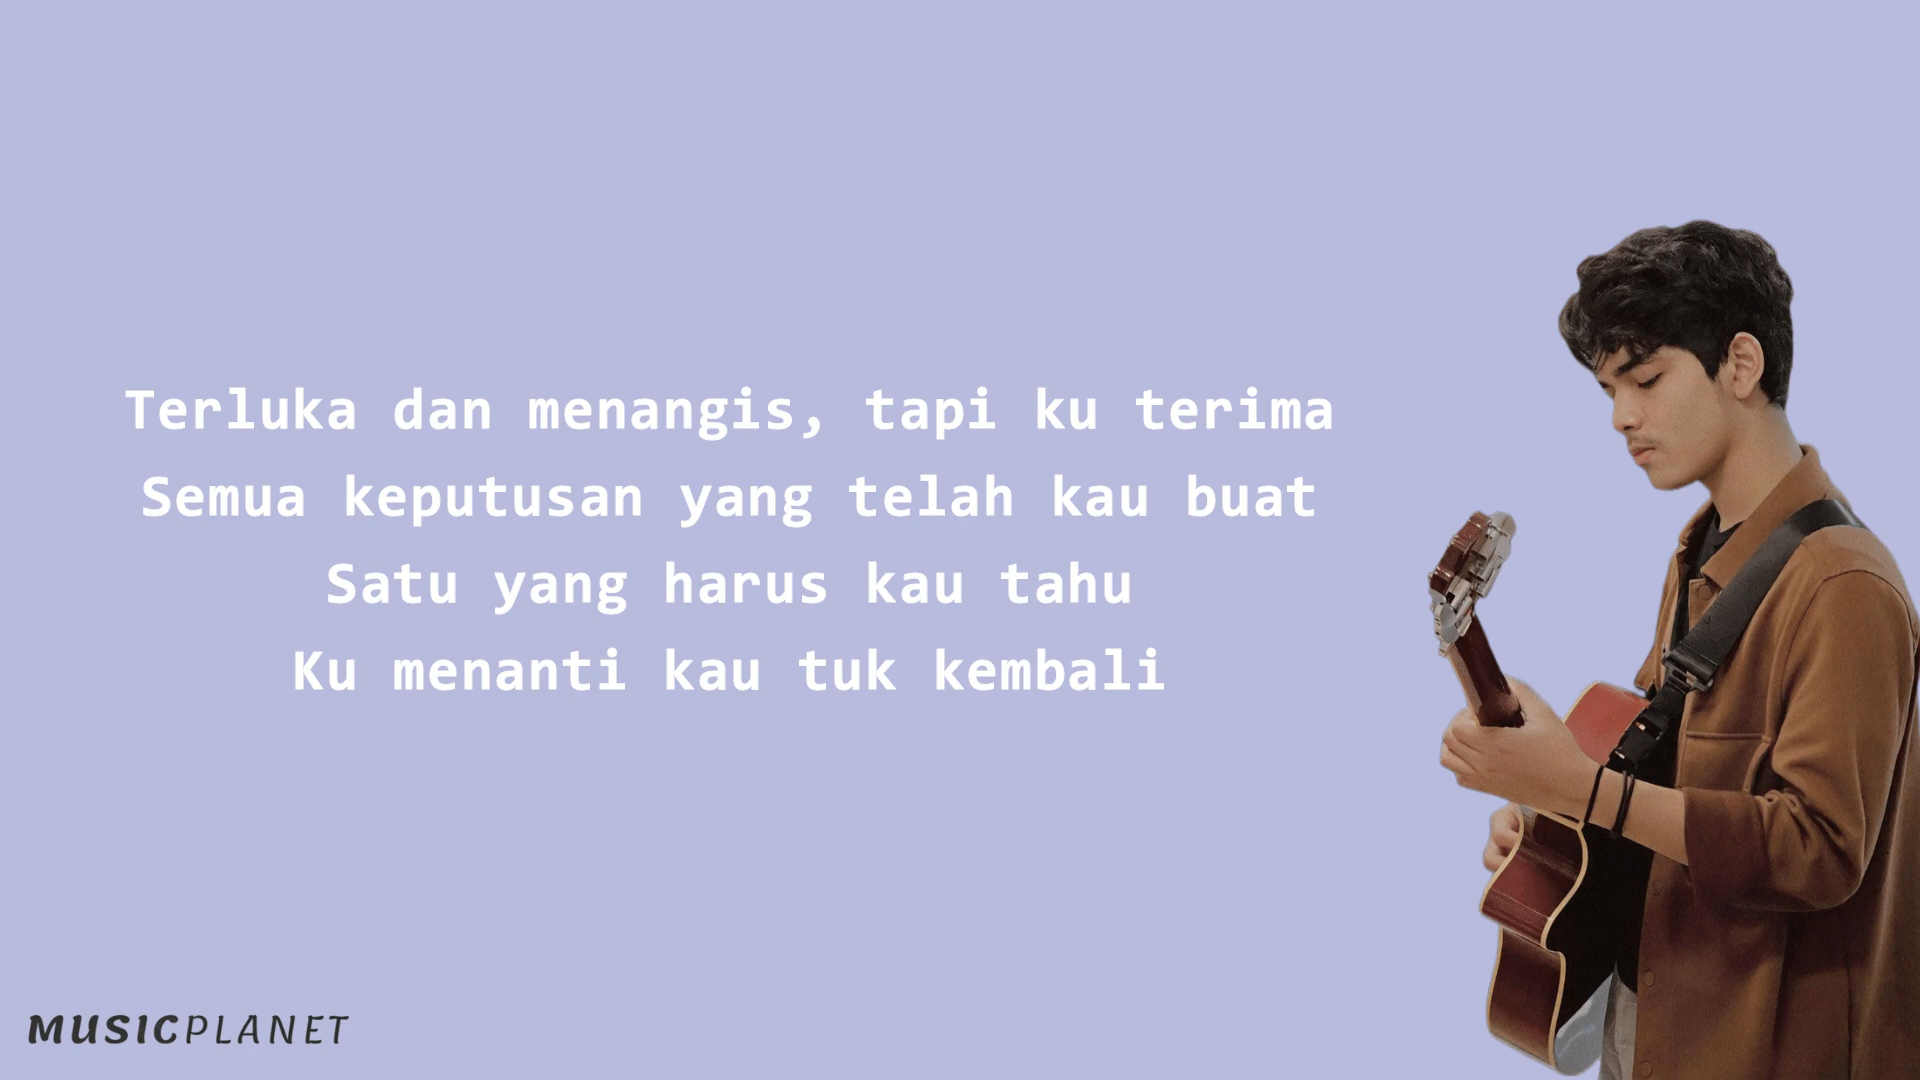 Terluka dan menangis, tapi ku terima
Semua keputusan yang telah kau buat
Satu yang harus kau tahu
Ku menanti kau tuk kembali
MUSICPLANET